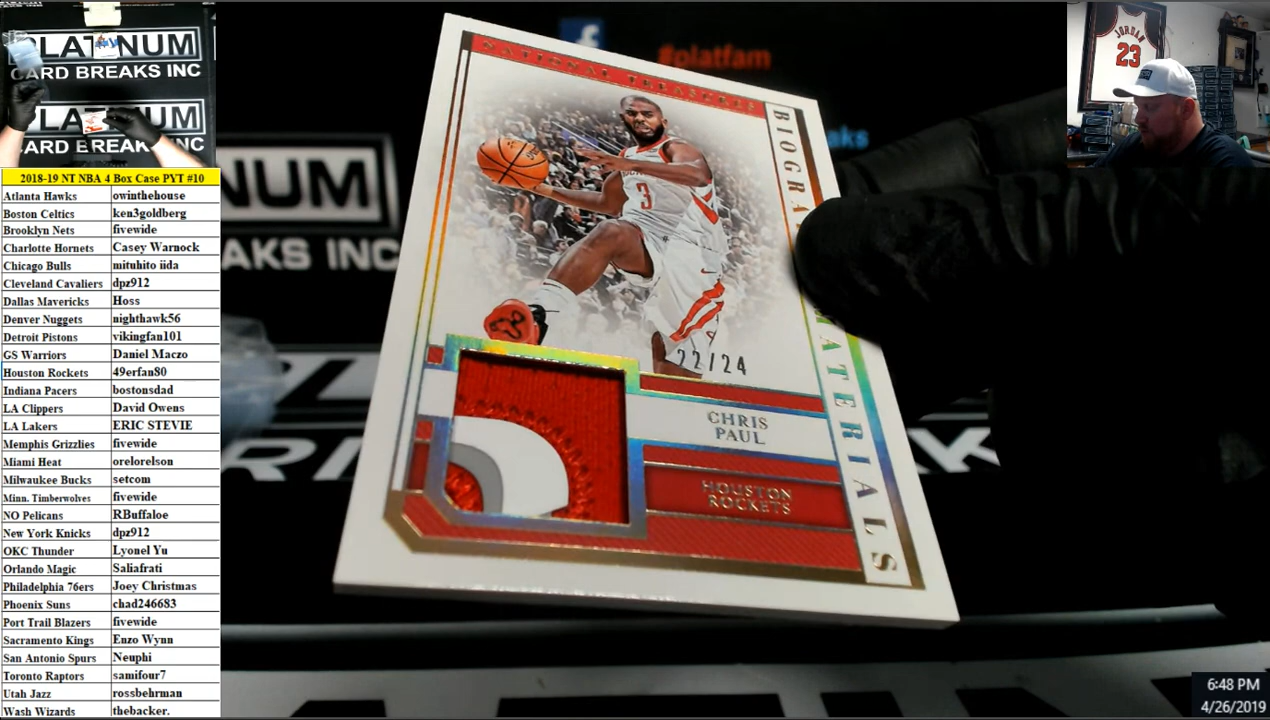 PLATINUM
CARD BREAKS INC
2018-19 NT NBA 4 Box Case PYT #10
Atlanta Hawks owinthehouse
Boston Celtics ken3goldberg
Brooklyn Nets fivewide
Charlotte Hornets Casey Warnock
Chicago Bulls mituhito iida
Cleveland Cavaliers dpz912
Dallas Mavericks Hoss
Denver Nuggets nighthawk56
Detroit Pistons vikingfan101
GS Warriors Daniel Maczo
Houston Rockets 49erfan80
Indiana Pacers bostonsdad
LA Clippers David Owens
LA Lakers ERIC STEVIE
Memphis Grizzlies fivewide
Miami Heat orelorelson
Milwaukee Bucks setcom
Minn. Timberwolves fivewide
NO Pelicans RBuffaloe
New York Knicks dpz912
OKC Thunder Lyonel Yu
Orlando Magic Saliafrati
Philadelphia 76ers Joey Christmas
Phoenix Suns chad246683
Port Trail Blazers fivewide
Sacramento Kings Enzo Wynn
San Antonio Spurs Neuphi
Toronto Raptors samifour7
Utah Jazz rossbehrman
Wash Wizards thebacker.
#platfam
NUM
AKS INC
NATIONAL TREASURES
3
22/24
CHRIS
PAUL
HOUSTON
ROCKETS
JORDAN
23
6:48 PM
4/26/2019